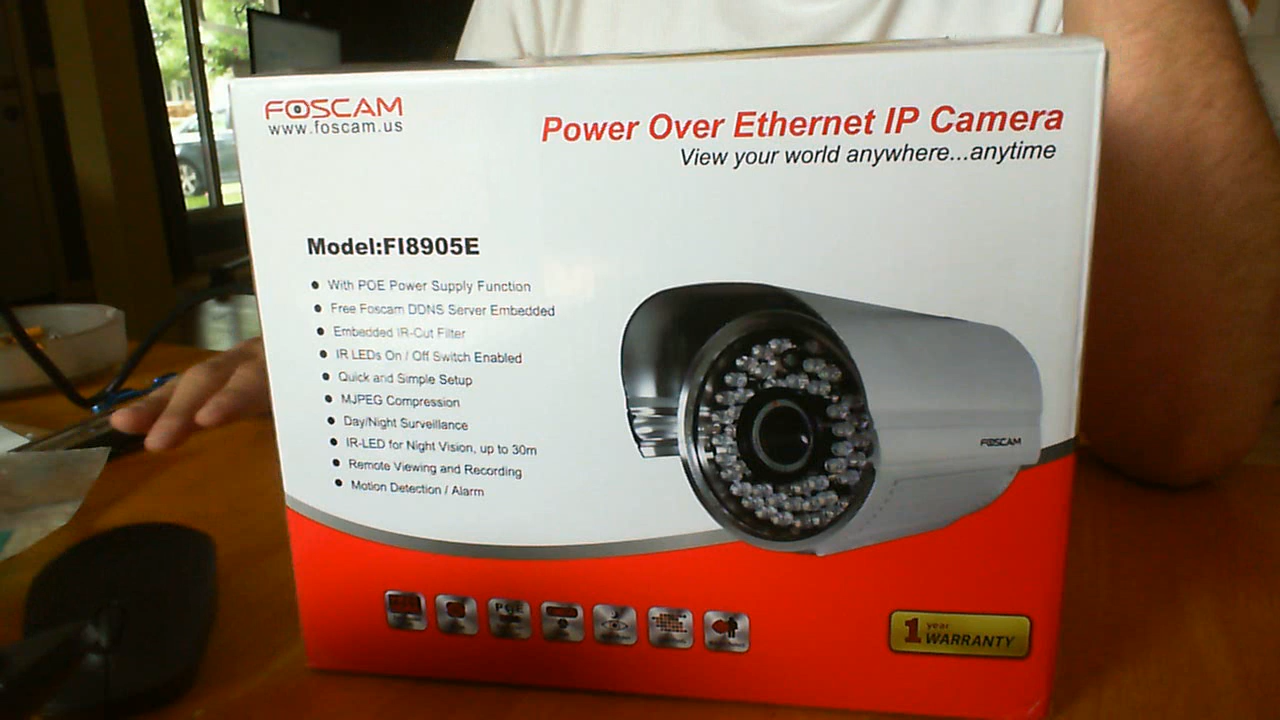 FOSCAM
www.foscam.us
Power Over Ethernet IP Camera
View your world anywhere...anytime
Model:FI8905E
With POE Power Supply Function
Free Foscam DDNS Server Embedded
Embedded IR-Cut Filter
IR LEDs On / Off Switch Enabled
Quick and Simple Setup
MJPEG Compression
Day/Night Surveillance
IR-LED for Night Vision, up to 30m
Remote Viewing and Recording
Motion Detection / Alarm
FOSCAM
POE
1 year
WARRANTY